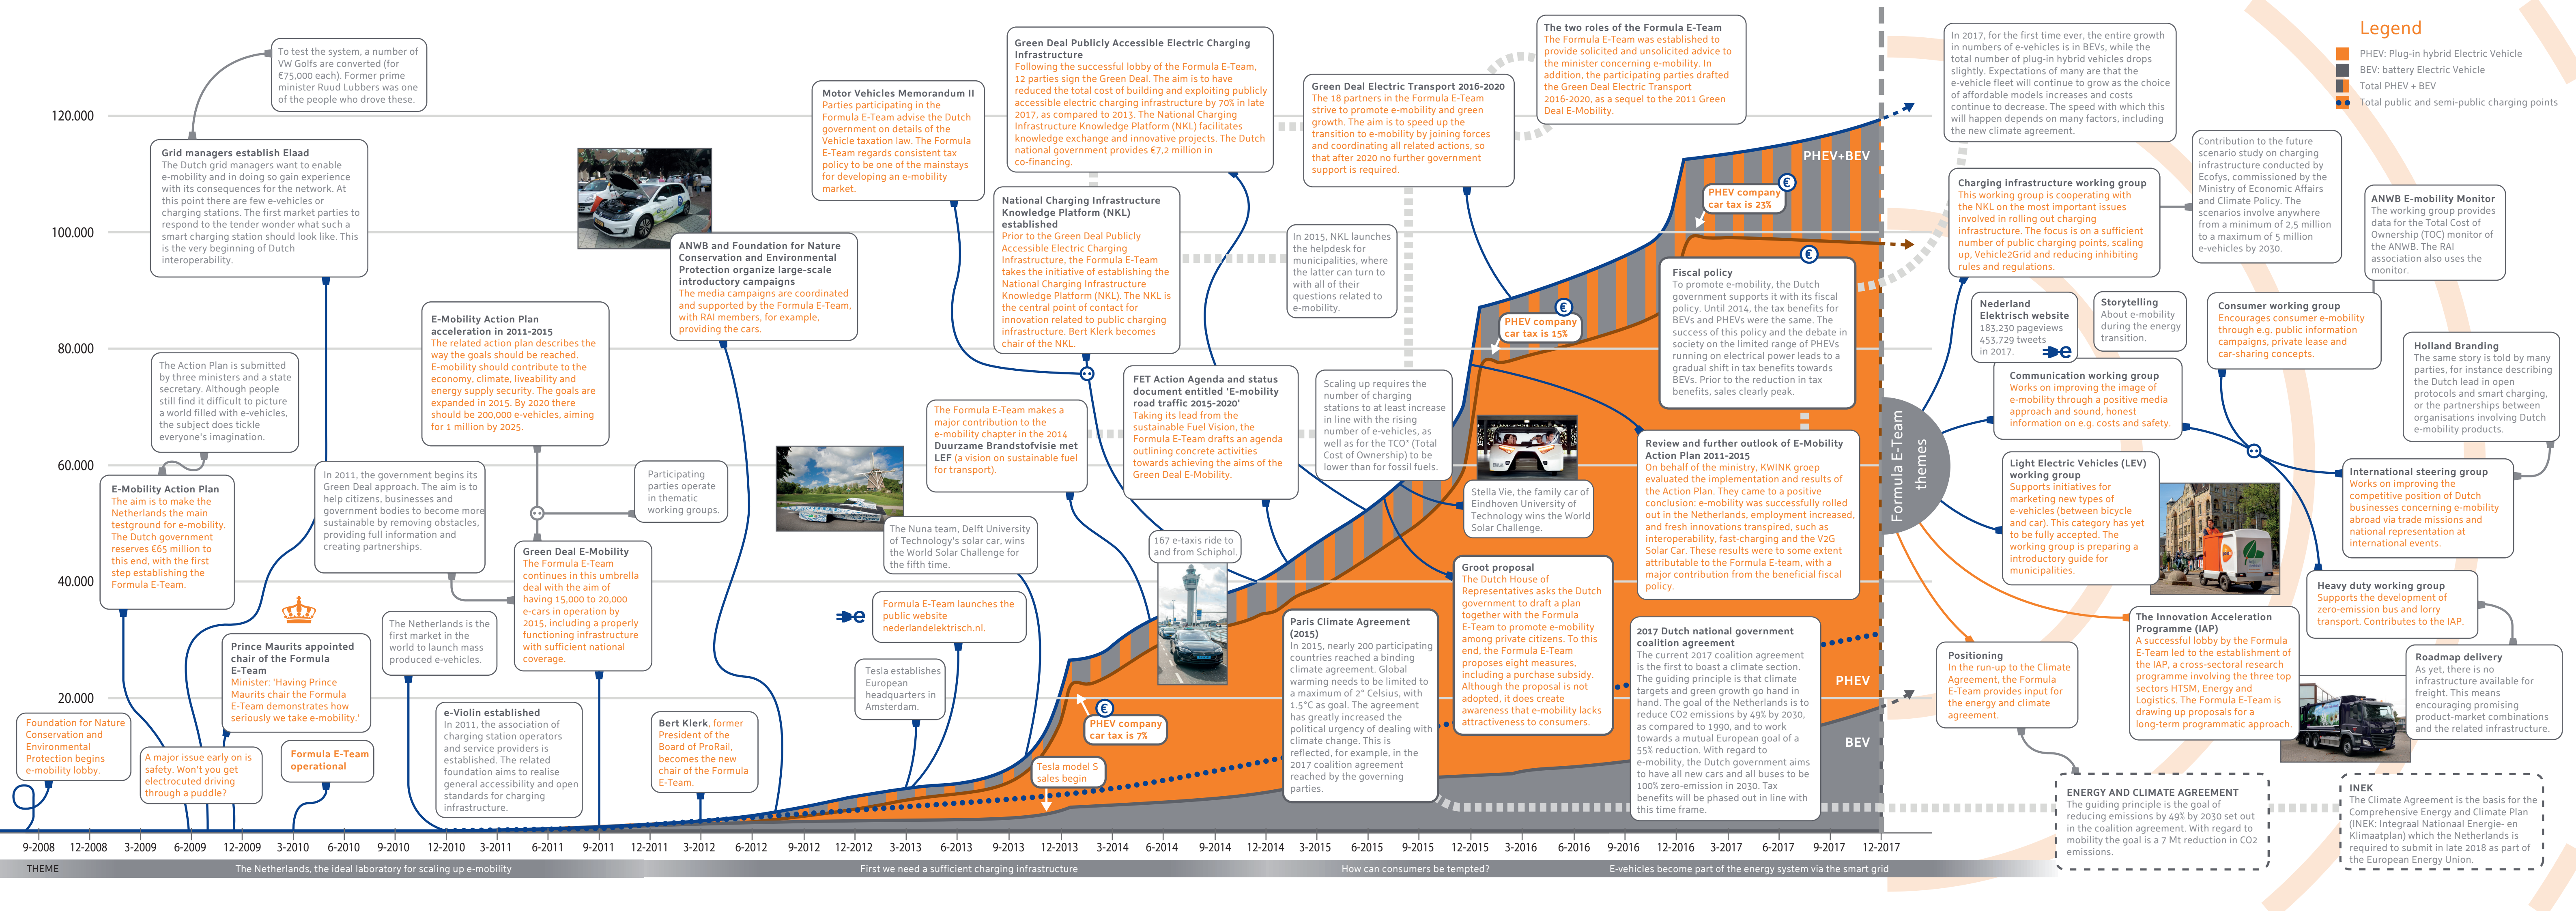 To test the system, a number of
VW Golfs are converted (for
€75,000 each). Former prime
minister Ruud Lubbers was one
of the people who drove these.
120.000
100.000
80.000
60.000
40.000
20.000
Grid managers establish Elaad
The Dutch grid managers want to enable
e-mobility and in doing so gain experience
with its consequences for the network. At
this point there are few e-vehicles or
charging stations. The first market parties to
respond to the tender wonder what such a
smart charging station should look like. This
is the very beginning of Dutch
interoperability.
The Action Plan is submitted
by three ministers and a state
secretary. Although people
still find it difficult to picture
a world filled with e-vehicles,
the subject does tickle
everyone's imagination.
E-Mobility Action Plan
The aim is to make the
Netherlands the main
testground for e-mobility.
The Dutch government
reserves €65 million to
this end, with the first
step establishing the
Formula E-Team.
Foundation for Nature
Conservation and
Environmental
Protection begins
e-mobility lobby.
A major issue early on is
safety. Won't you get
electrocuted driving
through a puddle?
Prince Maurits appointed
chair of the Formula
E-Team
Minister: 'Having Prince
Maurits chair the Formula
E-Team demonstrates how
seriously we take e-mobility.'
Formula E-Team
operational
E-Mobility Action Plan
acceleration in 2011-2015
The related action plan describes the
way the goals should be reached.
E-mobility should contribute to the
economy, climate, liveability and
energy supply security. The goals are
expanded in 2015. By 2020 there
should be 200,000 e-vehicles, aiming
for 1 million by 2025.
In 2011, the government begins its
Green Deal approach. The aim is to
help citizens, businesses and
government bodies to become more
sustainable by removing obstacles,
providing full information and
creating partnerships.
Participating
parties operate
in thematic
working groups.
Green Deal E-Mobility
The Formula E-Team
continues in this umbrella
deal with the aim of
having 15,000 to 20,000
e-cars in operation by
2015, including a properly
functioning infrastructure
with sufficient national
coverage.
The Netherlands is the
first market in the
world to launch mass
produced e-vehicles.
e-Violin established
In 2011, the association of
charging station operators
and service providers is
established. The related
foundation aims to realise
general accessibility and open
standards for charging
infrastructure.
Bert Klerk, former
President of the
Board of ProRail,
becomes the new
chair of the Formula
E-Team.
ANWB and Foundation for Nature
Conservation and Environmental
Protection organize large-scale
introductory campaigns
The media campaigns are coordinated
and supported by the Formula E-Team,
with RAI members, for example,
providing the cars.
Motor Vehicles Memorandum II
Parties participating in the
Formula E-Team advise the Dutch
government on details of the
Vehicle taxation law. The Formula
E-Team regards consistent tax
policy to be one of the mainstays
for developing an e-mobility
market.
The Nuna team, Delft University
of Technology's solar car, wins
the World Solar Challenge for
the fifth time.
Formula E-Team launches the
public website
nederlandelektrisch.nl.
Tesla establishes
European
headquarters in
Amsterdam.
Green Deal Publicly Accessible Electric Charging
Infrastructure
Following the successful lobby of the Formula E-Team,
12 parties sign the Green Deal. The aim is to have
reduced the total cost of building and exploiting publicly
accessible electric charging infrastructure by 70% in late
2017, as compared to 2013. The National Charging
Infrastructure Knowledge Platform (NKL) facilitates
knowledge exchange and innovative projects. The Dutch
national government provides €7,2 million in
co-financing.
National Charging Infrastructure
Knowledge Platform (NKL)
established
Prior to the Green Deal Publicly
Accessible Electric Charging
Infrastructure, the Formula E-Team
takes the initiative of establishing the
National Charging Infrastructure
Knowledge Platform (NKL). The NKL is
the central point of contact for
innovation related to public charging
infrastructure. Bert Klerk becomes
chair of the NKL.
The Formula E-Team makes a
major contribution to the
e-mobility chapter in the 2014
Duurzame Brandstofvisie met
LEF (a vision on sustainable fuel
for transport).
FET Action Agenda and status
document entitled 'E-mobility
road traffic 2015-2020'
Taking its lead from the
sustainable Fuel Vision, the
Formula E-Team drafts an agenda
outlining concrete activities
towards achieving the aims of the
Green Deal E-Mobility.
167 e-taxis ride to
and from Schiphol.
€
PHEV company
car tax is 7%
Tesla model S
sales begin
Green Deal Electric Transport 2016-2020
The 18 partners in the Formula E-Team
strive to promote e-mobility and green
growth. The aim is to speed up the
transition to e-mobility by joining forces
and coordinating all related actions, so
that after 2020 no further government
support is required.
In 2015, NKL launches
the helpdesk for
municipalities, where
the latter can turn to
with all of their
questions related to
e-mobility.
Scaling up requires the
number of charging
stations to at least increase
in line with the rising
number of e-vehicles, as
well as for the TCO* (Total
Cost of Ownership) to be
lower than for fossil fuels.
Paris Climate Agreement
(2015)
In 2015, nearly 200 participating
countries reached a binding
climate agreement. Global
warming needs to be limited to
a maximum of 2° Celsius, with
1.5°C as goal. The agreement
has greatly increased the
political urgency of dealing with
climate change. This is
reflected, for example, in the
2017 coalition agreement
reached by the governing
parties.
The two roles of the Formula E-Team
The Formula E-Team was established to
provide solicited and unsolicited advice to
the minister concerning e-mobility. In
addition, the participating parties drafted
the Green Deal Electric Transport
2016-2020, as a sequel to the 2011 Green
Deal E-Mobility.
€
PHEV company
car tax is 15%
Stella Vie, the family car of
Eindhoven University of
Technology wins the World
Solar Challenge.
Groot proposal
The Dutch House of
Representatives asks the Dutch
government to draft a plan
together with the Formula
E-Team to promote e-mobility
among private citizens. To this
end, the Formula E-Team
proposes eight measures,
including a purchase subsidy.
Although the proposal is not
adopted, it does create
awareness that e-mobility lacks
attractiveness to consumers.
PHEV+BEV
€
PHEV company
car tax is 23%
€
Fiscal policy
To promote e-mobility, the Dutch
government supports it with its fiscal
policy. Until 2014, the tax benefits for
BEVs and PHEVs were the same. The
success of this policy and the debate in
society on the limited range of PHEVs
running on electrical power leads to a
gradual shift in tax benefits towards
BEVs. Prior to the reduction in tax
benefits, sales clearly peak.
Review and further outlook of E-Mobility
Action Plan 2011-2015
On behalf of the ministry, KWINK groep
evaluated the implementation and results of
the Action Plan. They came to a positive
conclusion: e-mobility was successfully rolled
out in the Netherlands, employment increased,
and fresh innovations transpired, such as
interoperability, fast-charging and the V2G
Solar Car. These results were to some extent
attributable to the Formula E-team, with a
major contribution from the beneficial fiscal
policy.
2017 Dutch national government
coalition agreement
The current 2017 coalition agreement
is the first to boast a climate section.
The guiding principle is that climate
targets and green growth go hand in
hand. The goal of the Netherlands is to
reduce CO2 emissions by 49% by 2030,
as compared to 1990, and to work
towards a mutual European goal of a
55% reduction. With regard to
e-mobility, the Dutch government aims
to have all new cars and all buses to be
100% zero-emission in 2030. Tax
benefits will be phased out in line with
this time frame.
PHEV
BEV
Formula E-Team
themes
In 2017, for the first time ever, the entire growth
in numbers of e-vehicles is in BEVs, while the
total number of plug-in hybrid vehicles drops
slightly. Expectations of many are that the
e-vehicle fleet will continue to grow as the choice
of affordable models increases and costs
continue to decrease. The speed with which this
will happen depends on many factors, including
the new climate agreement.
Legend
PHEV: Plug-in hybrid Electric Vehicle
BEV: battery Electric Vehicle
Total PHEV + BEV
Total public and semi-public charging points
Charging infrastructure working group
This working group is cooperating with
the NKL on the most important issues
involved in rolling out charging
infrastructure. The focus is on a sufficient
number of public charging points, scaling
up, Vehicle2Grid and reducing inhibiting
rules and regulations.
Contribution to the future
scenario study on charging
infrastructure conducted by
Ecofys, commissioned by the
Ministry of Economic Affairs
and Climate Policy. The
scenarios involve anywhere
from a minimum of 2,5 million
to a maximum of 5 million
e-vehicles by 2030.
ANWB E-mobility Monitor
The working group provides
data for the Total Cost of
Ownership (TOC) monitor of
the ANWB. The RAI
association also uses the
monitor.
Nederland
Elektrisch website
183,230 pageviews
453,729 tweets
in 2017.
Storytelling
About e-mobility
during the energy
transition.
Consumer working group
Encourages consumer e-mobility
through e.g. public information
campaigns, private lease and
car-sharing concepts.
Communication working group
Works on improving the image of
e-mobility through a positive media
approach and sound, honest
information on e.g. costs and safety.
Holland Branding
The same story is told by many
parties, for instance describing
the Dutch lead in open
protocols and smart charging,
or the partnerships between
organisations involving Dutch
e-mobility products.
Light Electric Vehicles (LEV)
working group
Supports initiatives for
marketing new types of
e-vehicles (between bicycle
and car). This category has yet
to be fully accepted. The
working group is preparing a
introductory guide for
municipalities.
International steering group
Works on improving the
competitive position of Dutch
businesses concerning e-mobility
abroad via trade missions and
national representation at
international events.
Heavy duty working group
Supports the development of
zero-emission bus and lorry
transport. Contributes to the IAP.
The Innovation Acceleration
Programme (IAP)
A successful lobby by the Formula
E-Team led to the establishment of
the IAP, a cross-sectoral research
programme involving the three top
sectors HTSM, Energy and
Logistics. The Formula E-Team is
drawing up proposals for a
long-term programmatic approach.
Positioning
In the run-up to the Climate
Agreement, the Formula
E-Team provides input for
the energy and climate
agreement.
Roadmap delivery
As yet, there is no
infrastructure available for
freight. This means
encouraging promising
product-market combinations
and the related infrastructure.
ENERGY AND CLIMATE AGREEMENT
The guiding principle is the goal of
reducing emissions by 49% by 2030 set out
in the coalition agreement. With regard to
mobility the goal is a 7 Mt reduction in CO2
emissions.
INEK
The Climate Agreement is the basis for the
Comprehensive Energy and Climate Plan
(INEK: Integraal Nationaal Energie- en
Klimaatplan) which the Netherlands is
required to submit in late 2018 as part of
the European Energy Union.
9-2008 12-2008 3-2009 6-2009 12-2009 3-2010 6-2010 9-2010 12-2010 3-2011 6-2011 9-2011 12-2011 3-2012 6-2012 9-2012 12-2012 3-2013 6-2013 9-2013 12-2013 3-2014 6-2014 9-2014 12-2014 3-2015 6-2015 9-2015 12-2015 3-2016 6-2016 9-2016 12-2016 3-2017 6-2017 9-2017 12-2017
THEME The Netherlands, the ideal laboratory for scaling up e-mobility First we need a sufficient charging infrastructure How can consumers be tempted? E-vehicles become part of the energy system via the smart grid